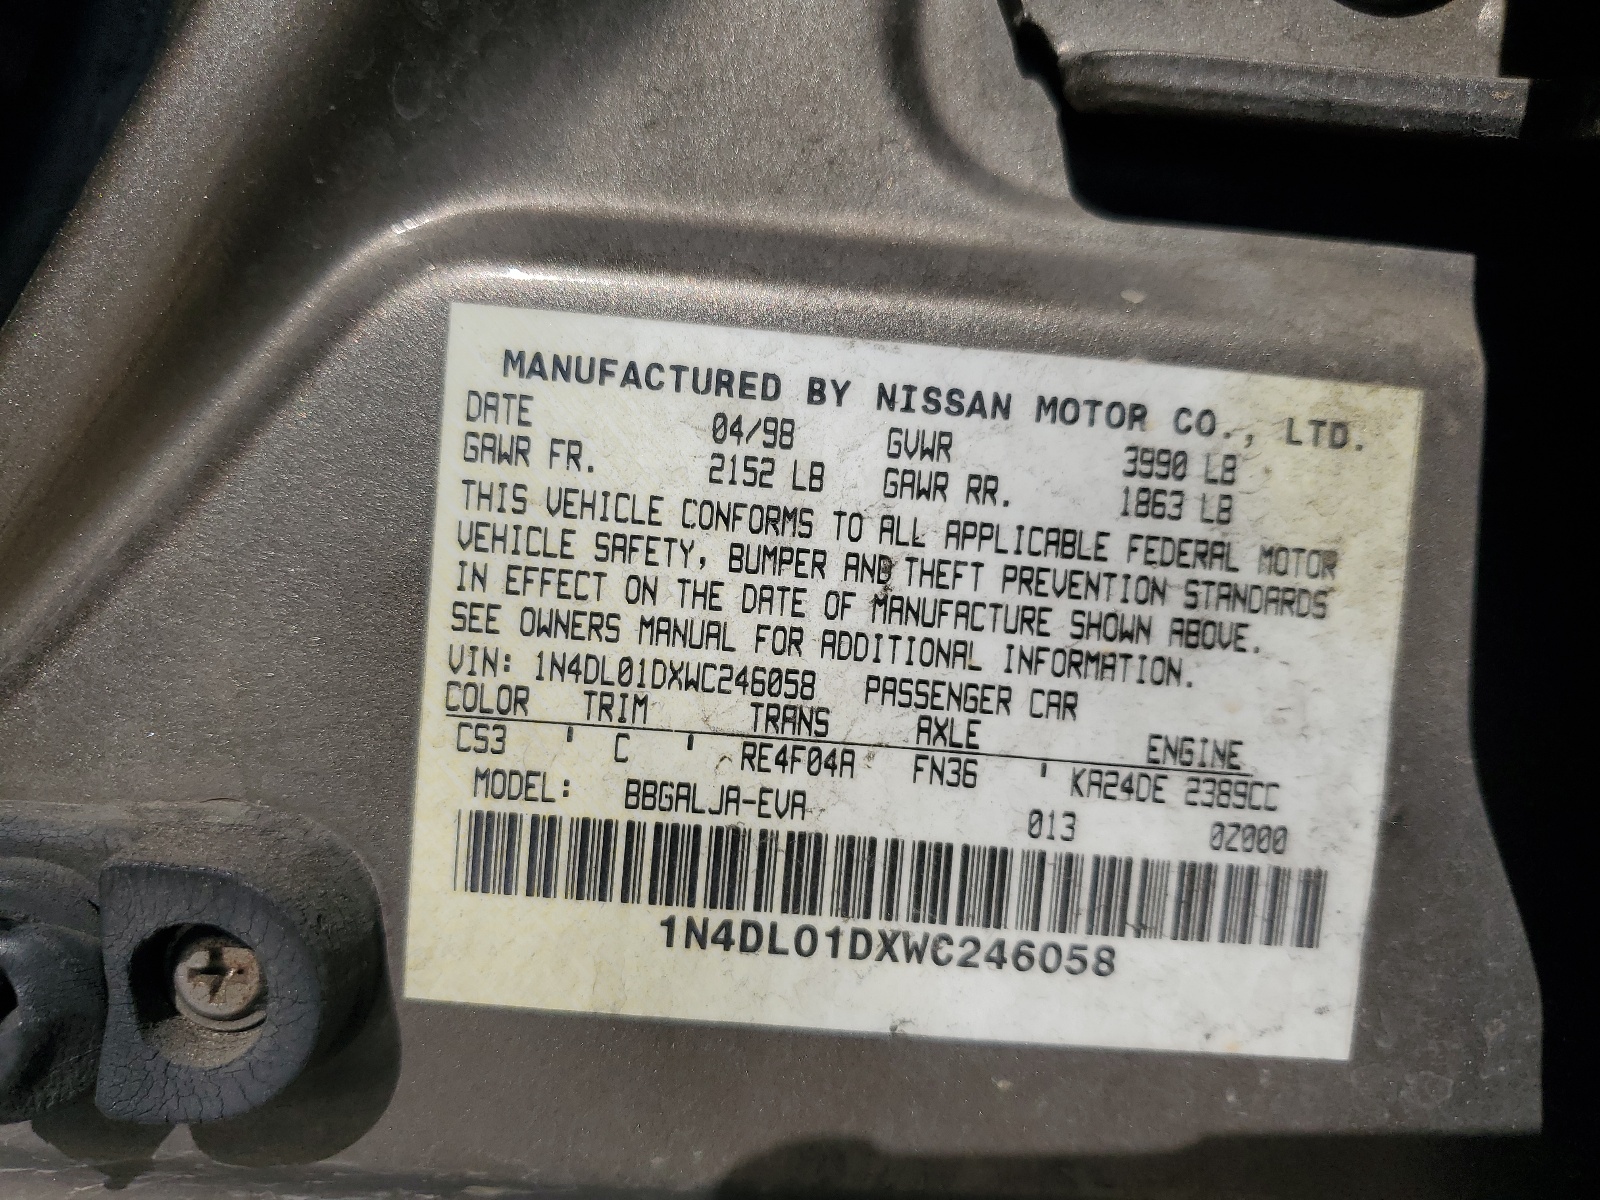 MANUFACTURED BY NISSAN MOTOR CO., LTD.
DATE 04/98 GVWR 3990 LB
GAWR FR. 2152 LB GAWR RR. 1863 LB
THIS VEHICLE CONFORMS TO ALL APPLICABLE FEDERAL MOTOR
VEHICLE SAFETY, BUMPER AND THEFT PREVENTION STANDARDS
IN EFFECT ON THE DATE OF MANUFACTURE SHOWN ABOVE.
SEE OWNERS MANUAL FOR ADDITIONAL INFORMATION.
VIN: 1N4DL01DXWC246058 PASSENGER CAR
COLOR TRIM TRANS AXLE ENGINE
CS3 ' C ' RE4F04A FN36 ' KA24DE 2389CC
MODEL: BBGALJA-EVA 013 0Z000
1N4DL01DXWC246058